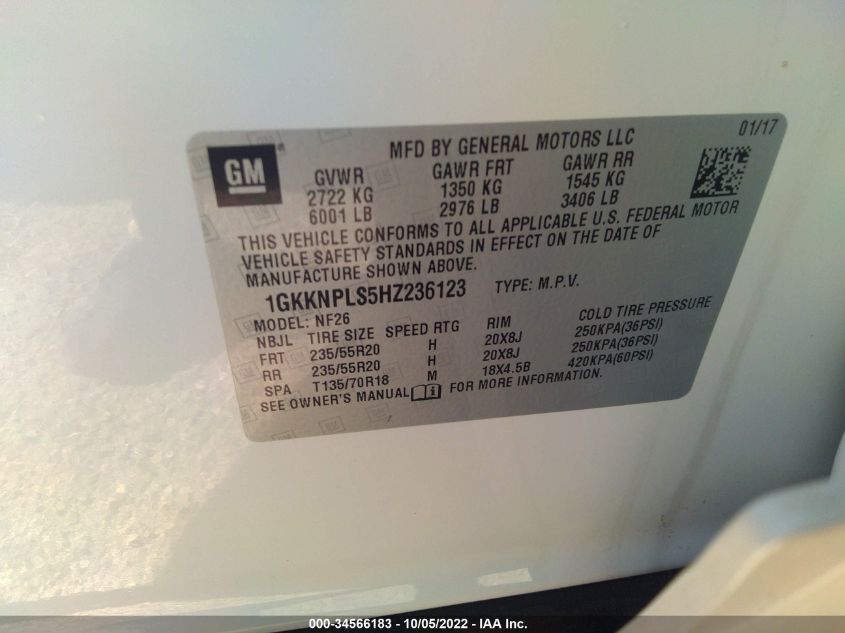 GM
MFD BY GENERAL MOTORS LLC
01/17
GVWR GAWR FRT GAWR RR
2722 KG 1350 KG 1545 KG
6001 LB 2976 LB 3406 LB
THIS VEHICLE CONFORMS TO ALL APPLICABLE U.S. FEDERAL MOTOR
VEHICLE SAFETY STANDARDS IN EFFECT ON THE DATE OF
MANUFACTURE SHOWN ABOVE.
1GKKNPLS5HZ236123 TYPE: M.P.V.
MODEL: NF26
NBJL TIRE SIZE SPEED RTG RIM COLD TIRE PRESSURE
FRT 235/55R20 H 20X8J 250KPA(36PSI)
RR 235/55R20 H 20X8J 250KPA(36PSI)
SPA T135/70R18 M 18X4.5B 420KPA(60PSI)
SEE OWNER'S MANUAL FOR MORE INFORMATION.
000-34566183 - 10/05/2022 - IAA Inc.